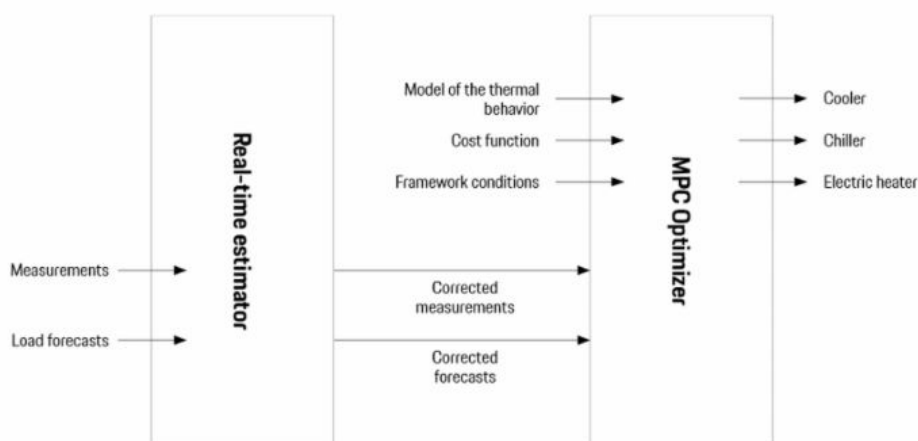 Model of the thermal
behavior
Cost function
Framework conditions
Cooler
Chiller
Electric heater
Real-time estimator
MPC Optimizer
Measurements
Load forecasts
Corrected
measurements
Corrected
forecasts